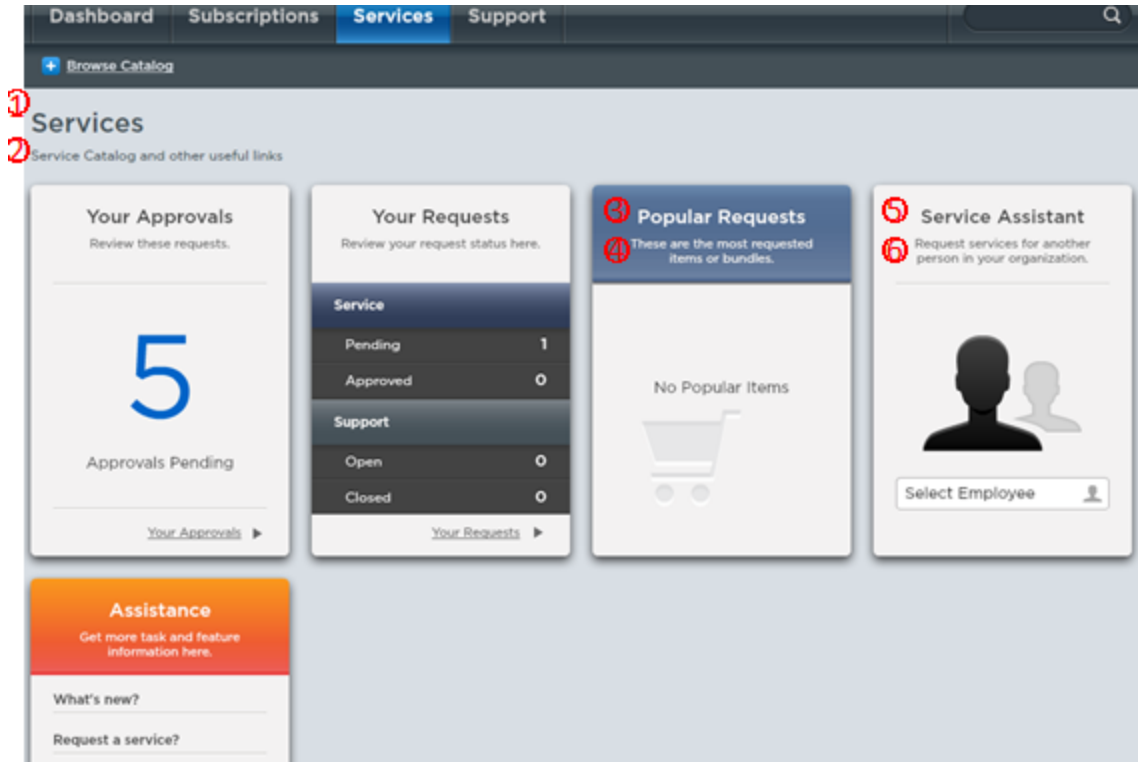 Dashboard Subscriptions Services Support
Browse Catalog
①
Services
②
Service Catalog and other useful links
Your Approvals
Review these requests.
5
Approvals Pending
Your Approvals
Your Requests
Review your request status here.
Service
Pending 1
Approved 0
Support
Open 0
Closed 0
Your Requests
③ Popular Requests
④ These are the most requested
items or bundles.
No Popular Items
⑤ Service Assistant
⑥ Request services for another
person in your organization.
Select Employee
Assistance
Get more task and feature
information here.
What's new?
Request a service?